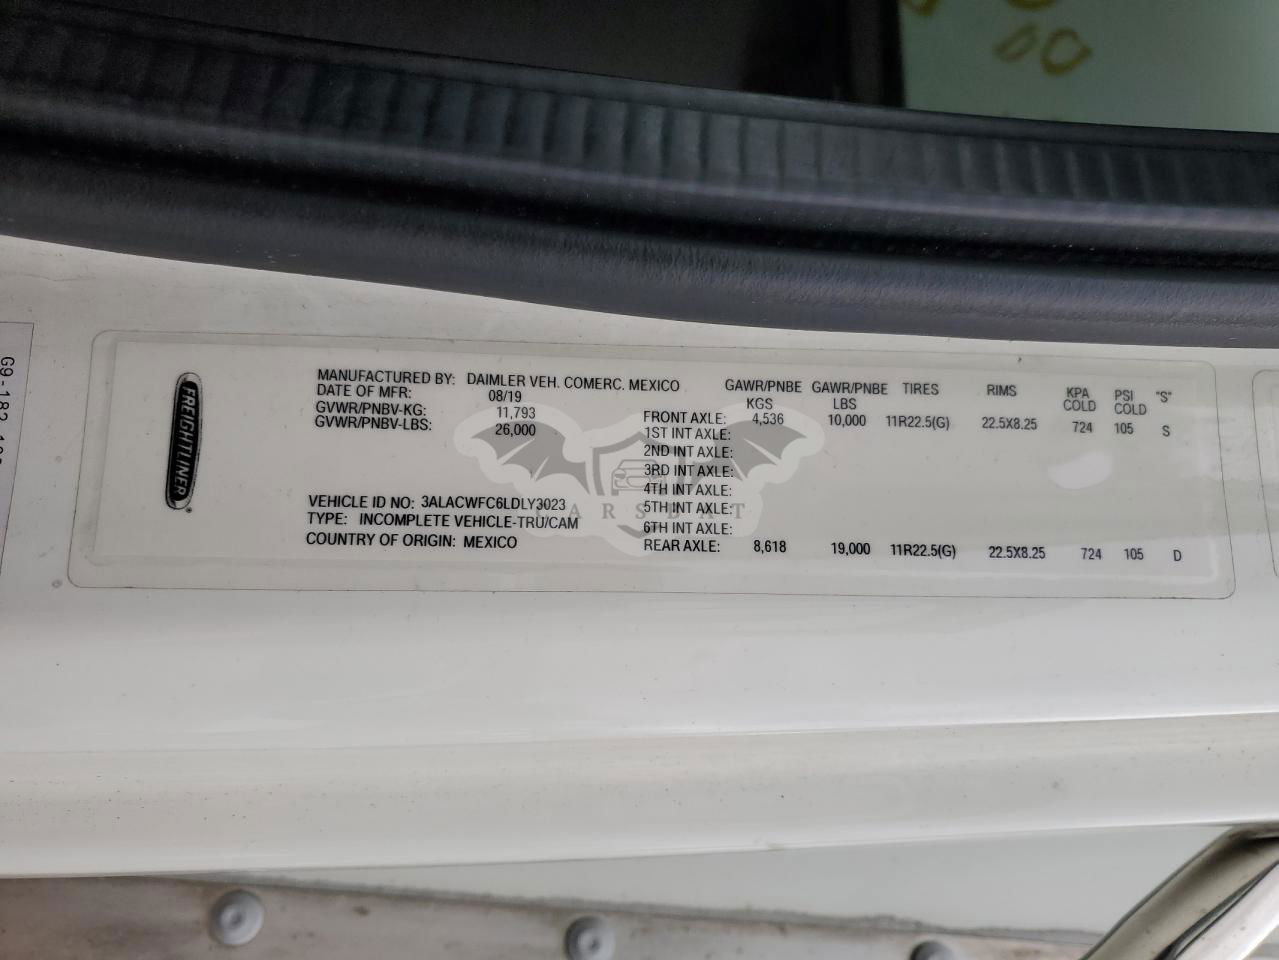 00
G9-182
FREIGHTLINER
MANUFACTURED BY: DAIMLER VEH. COMERC. MEXICO
DATE OF MFR: 08/19
GVWR/PNBV-KG: 11,793
GVWR/PNBV-LBS: 26,000
VEHICLE ID NO: 3ALACWFC6LDLY3023
TYPE: INCOMPLETE VEHICLE-TRU/CAM
COUNTRY OF ORIGIN: MEXICO
GAWR/PNBE GAWR/PNBE TIRES RIMS KPA PSI "S"
KGS LBS COLD COLD
FRONT AXLE: 4,536 10,000 11R22.5(G) 22.5X8.25 724 105 S
1ST INT AXLE:
2ND INT AXLE:
3RD INT AXLE:
4TH INT AXLE:
5TH INT AXLE:
6TH INT AXLE:
REAR AXLE: 8,618 19,000 11R22.5(G) 22.5X8.25 724 105 D
CARSBAT